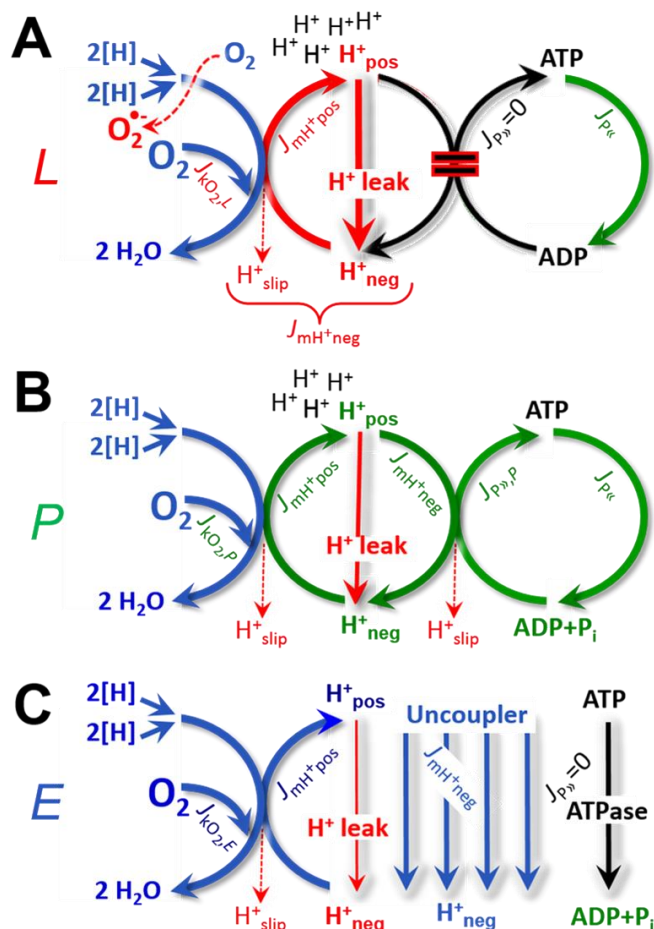 A
H⁺ H⁺ H⁺
H⁺ H⁺ H⁺pos
2[H]
O₂
ATP
2[H]
O₂•-
JmH⁺pos
JP»=0
JP«
O₂
JkO₂,L
L
H⁺ leak
2 H₂O
H⁺slip
H⁺neg
ADP
JmH⁺neg
B
H⁺ H⁺ H⁺
H⁺ H⁺ H⁺pos
2[H]
ATP
2[H]
JmH⁺pos
JmH⁺neg
JP»,P
JP«
O₂
JkO₂,P
P
H⁺ leak
2 H₂O
H⁺slip
H⁺neg
H⁺slip
ADP+Pi
C
2[H]
H⁺pos
Uncoupler
ATP
2[H]
JmH⁺pos
JmH⁺neg
JP»=0
O₂
JkO₂,E
E
H⁺ leak
ATPase
2 H₂O
H⁺slip
H⁺neg
H⁺neg
ADP+Pi